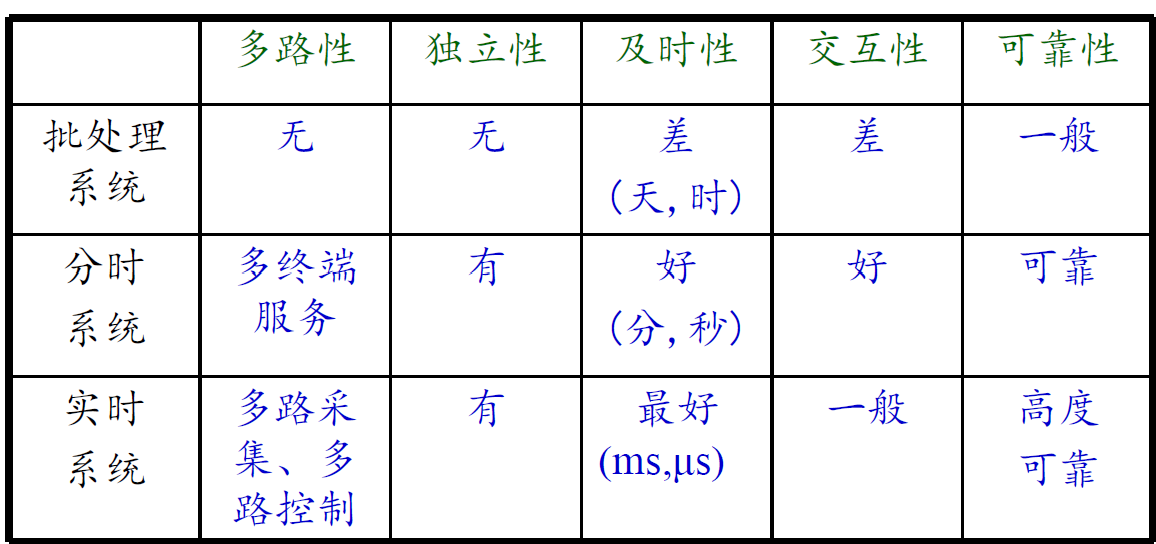 多路性 独立性 及时性 交互性 可靠性
批处理 无 无 差 差 一般
系统 (天,时)
分时 多终端 有 好 好 可靠
系统 服务 (分,秒)
实时 多路采 有 最好 一般 高度
系统 集、多 (ms,μs) 可靠
路控制